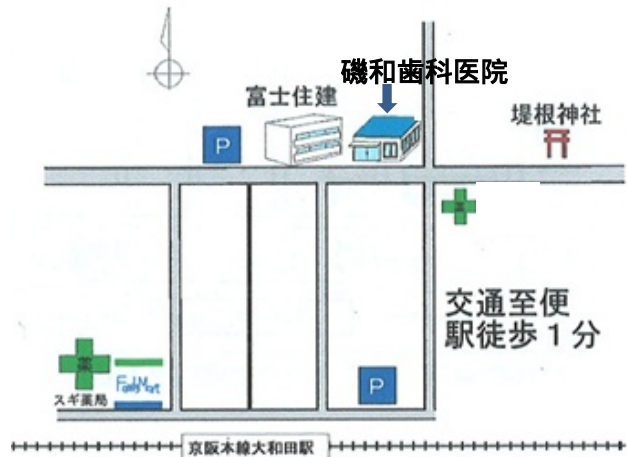 磯和歯科医院
富士住建
堤根神社
P
薬
交通至便
駅徒歩１分
薬
FamilyMart
スギ薬局
P
京阪本線大和田駅